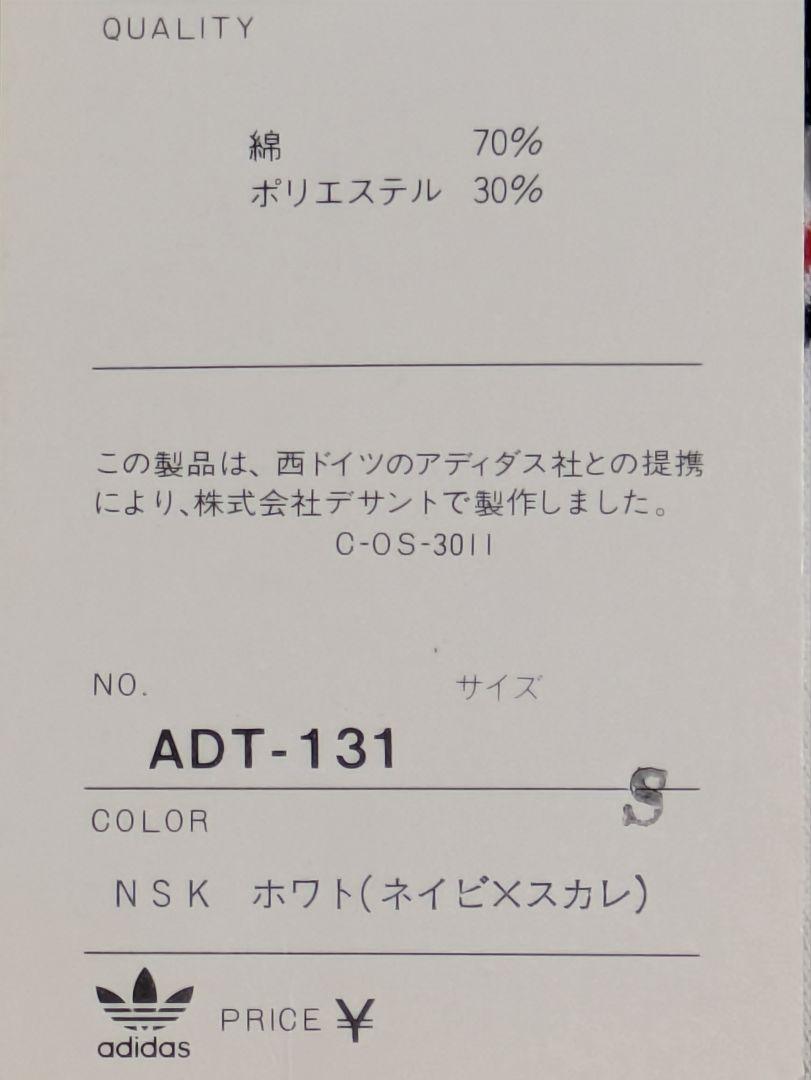 QUALITY
綿 70%
ポリエステル 30%
この製品は、西ドイツのアディダス社との提携
により、株式会社デサントで製作しました。
C-OS-3011
NO. サイズ
ADT-131
S
COLOR
NSK ホワト(ネイビ×スカレ)
adidas PRICE ¥